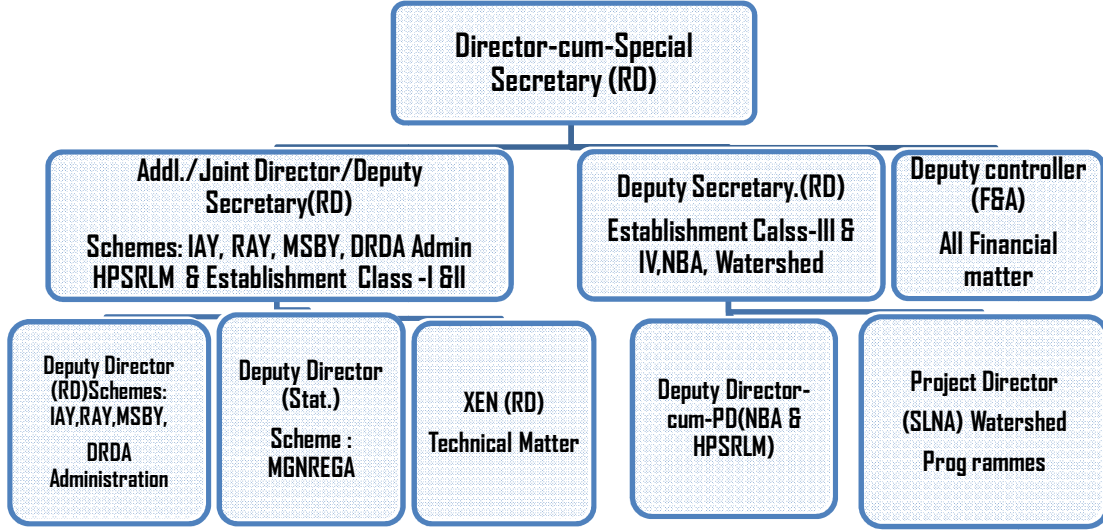 Director-cum-Special
Secretary (RD)
Addl./Joint Director/Deputy
Secretary(RD)
Schemes: IAY, RAY, MSBY, DRDA Admin
HPSRLM & Establishment Class -I &II
Deputy Secretary.(RD)
Establishment Calss-III &
IV,NBA, Watershed
Deputy controller
(F&A)
All Financial
matter
Deputy Director
(RD)Schemes:
IAY,RAY,MSBY,
DRDA
Administration
Deputy Director
(Stat.)
Scheme :
MGNREGA
XEN (RD)
Technical Matter
Deputy Director-
cum-PD(NBA &
HPSRLM)
Project Director
(SLNA) Watershed
Prog rammes